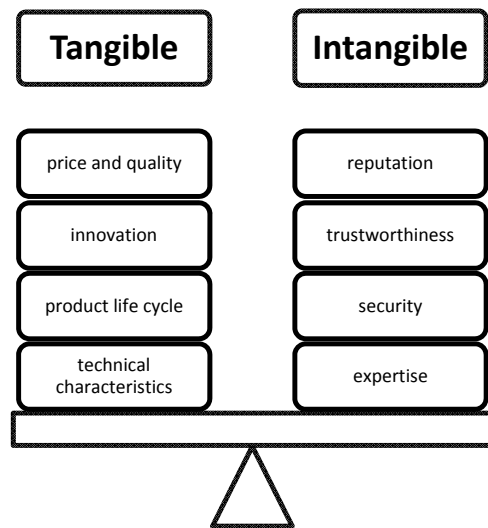 Tangible
Intangible
price and quality
reputation
innovation
trustworthiness
product life cycle
security
technical
characteristics
expertise